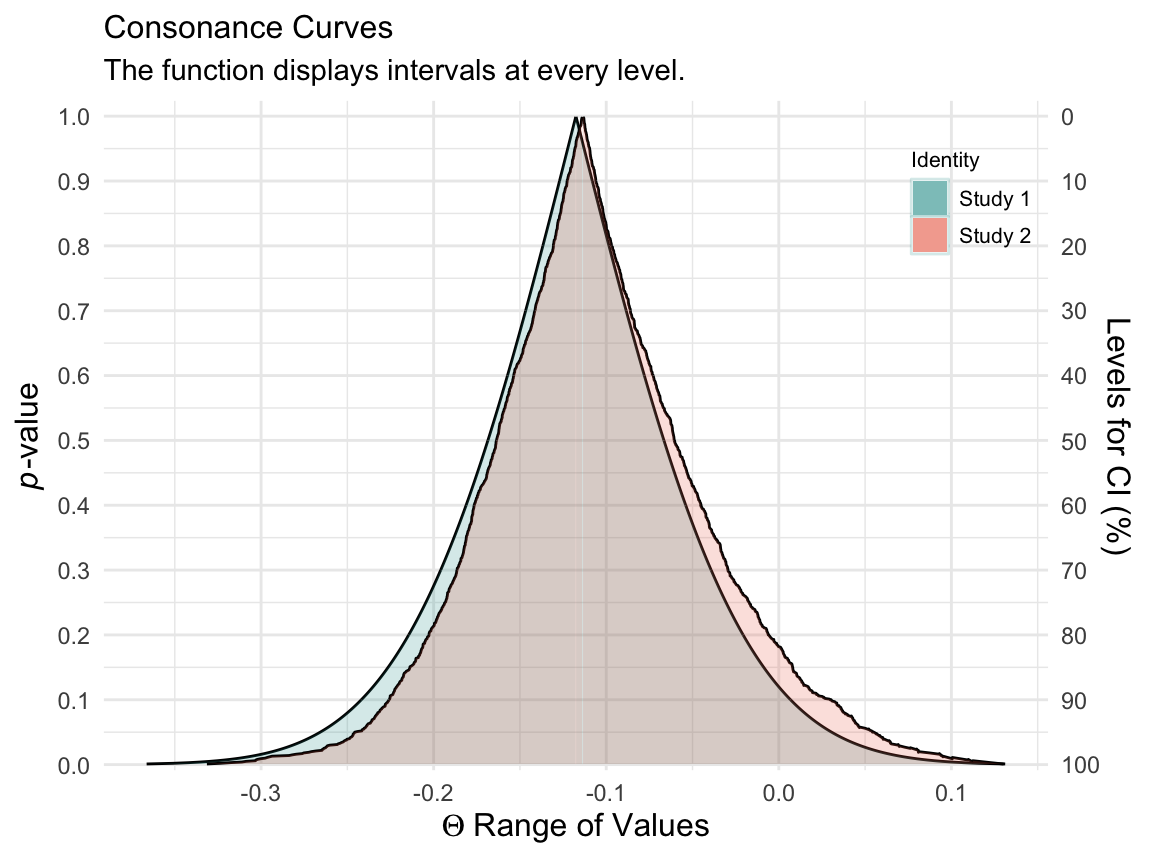 Consonance Curves
The function displays intervals at every level.
1.0
0.9
0.8
0.7
0.6
0.5
0.4
0.3
0.2
0.1
0.0
p-value
0
10
20
30
40
50
60
70
80
90
100
Levels for CI (%)
Identity
Study 1
Study 2
-0.3 -0.2 -0.1 0.0 0.1
Θ Range of Values